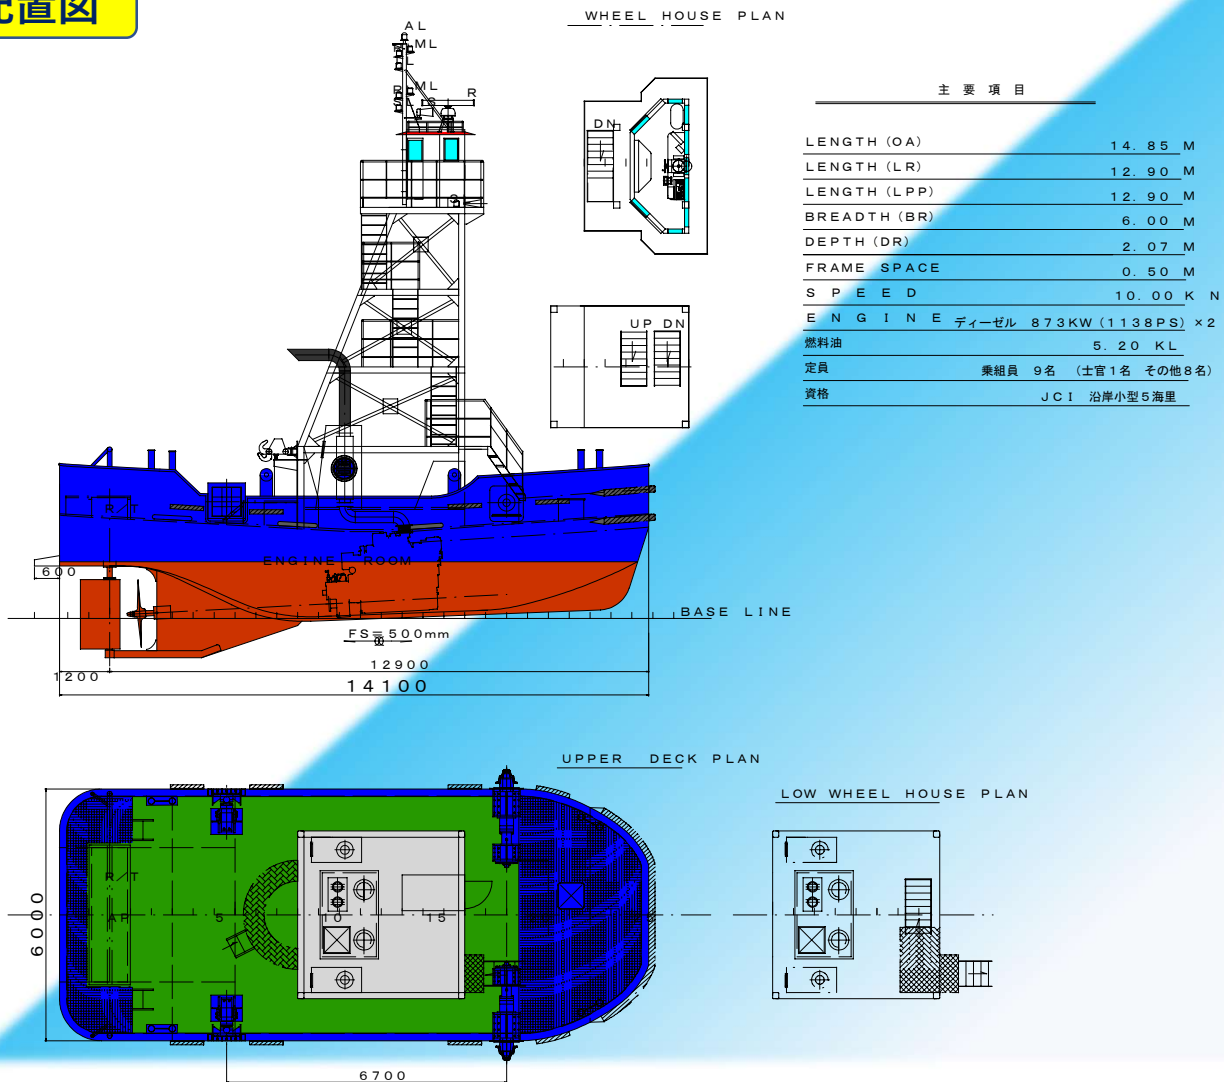 配置図
WHEEL HOUSE PLAN
AL
ML
ML
R
DN
UP DN
主要項目
LENGTH (OA) 14.85 M
LENGTH (LR) 12.90 M
LENGTH (LPP) 12.90 M
BREADTH (BR) 6.00 M
DEPTH (DR) 2.07 M
FRAME SPACE 0.50 M
SPEED 10.00 KN
ENGINE ディーゼル 873KW (1138PS) ×2
燃料油 5.20 KL
定員 乗組員 9名 (士官1名 その他8名)
資格 JCI 沿岸小型5海里
R/T
ENGINE ROOM
600
BASE LINE
FS=500mm
1200
12900
14100
UPPER DECK PLAN
LOW WHEEL HOUSE PLAN
R/T
AP 5 10 15
6000
6700